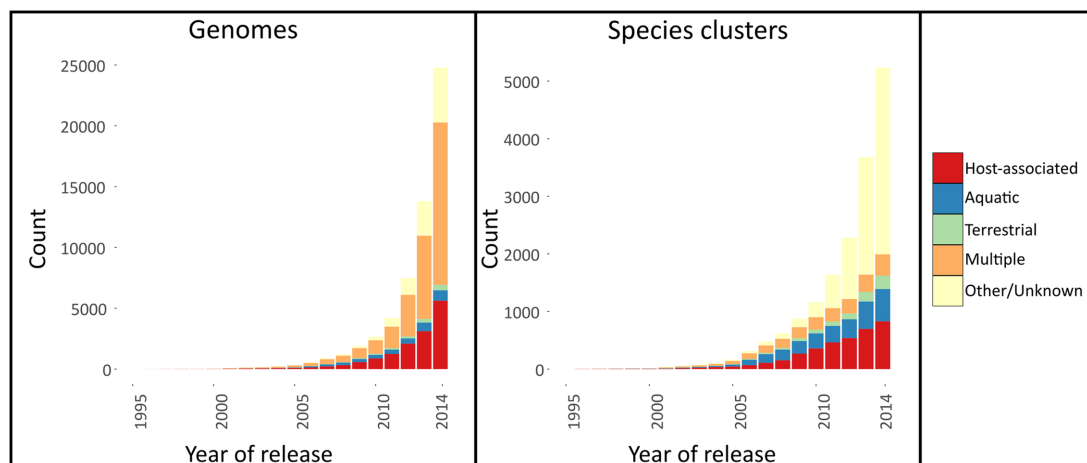 Genomes
25000
20000
15000
10000
5000
0
Count
1995
2000
2005
2010
2014
Year of release
Species clusters
5000
4000
3000
2000
1000
0
Count
1995
2000
2005
2010
2014
Year of release
Host-associated
Aquatic
Terrestrial
Multiple
Other/Unknown